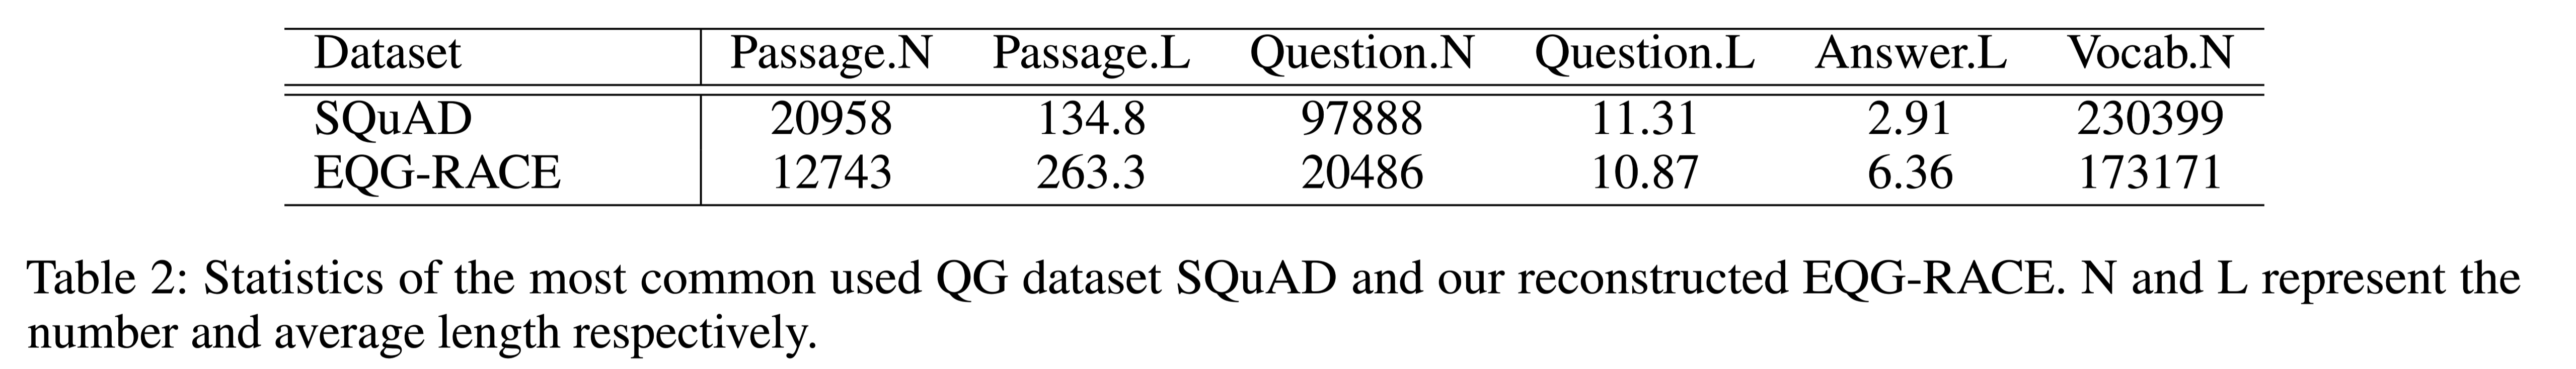 Dataset Passage.N Passage.L Question.N Question.L Answer.L Vocab.N
SQuAD 20958 134.8 97888 11.31 2.91 230399
EQG-RACE 12743 263.3 20486 10.87 6.36 173171
Table 2: Statistics of the most common used QG dataset SQuAD and our reconstructed EQG-RACE. N and L represent the
number and average length respectively.